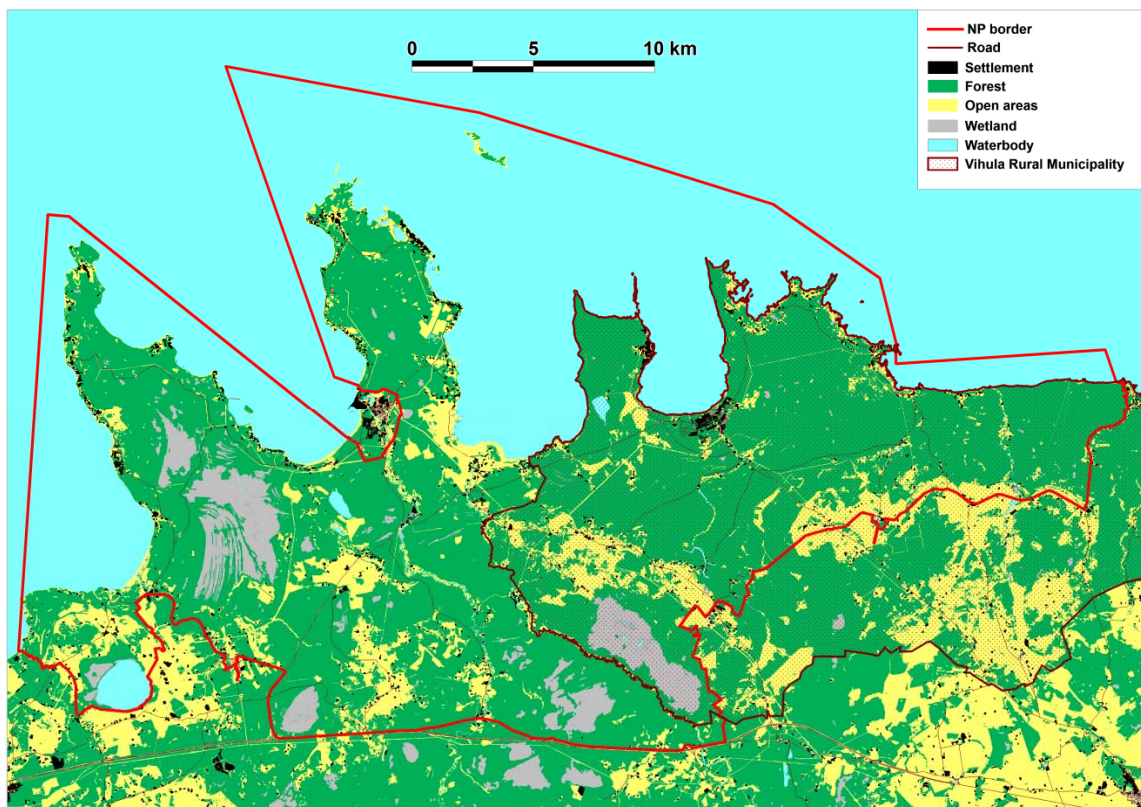 0 5 10 km
NP border
Road
Settlement
Forest
Open areas
Wetland
Waterbody
Vihula Rural Municipality